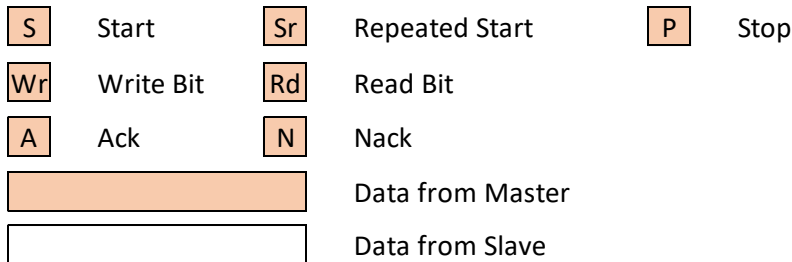 S Start Sr Repeated Start P Stop
Wr Write Bit Rd Read Bit
A Ack N Nack
Data from Master
Data from Slave